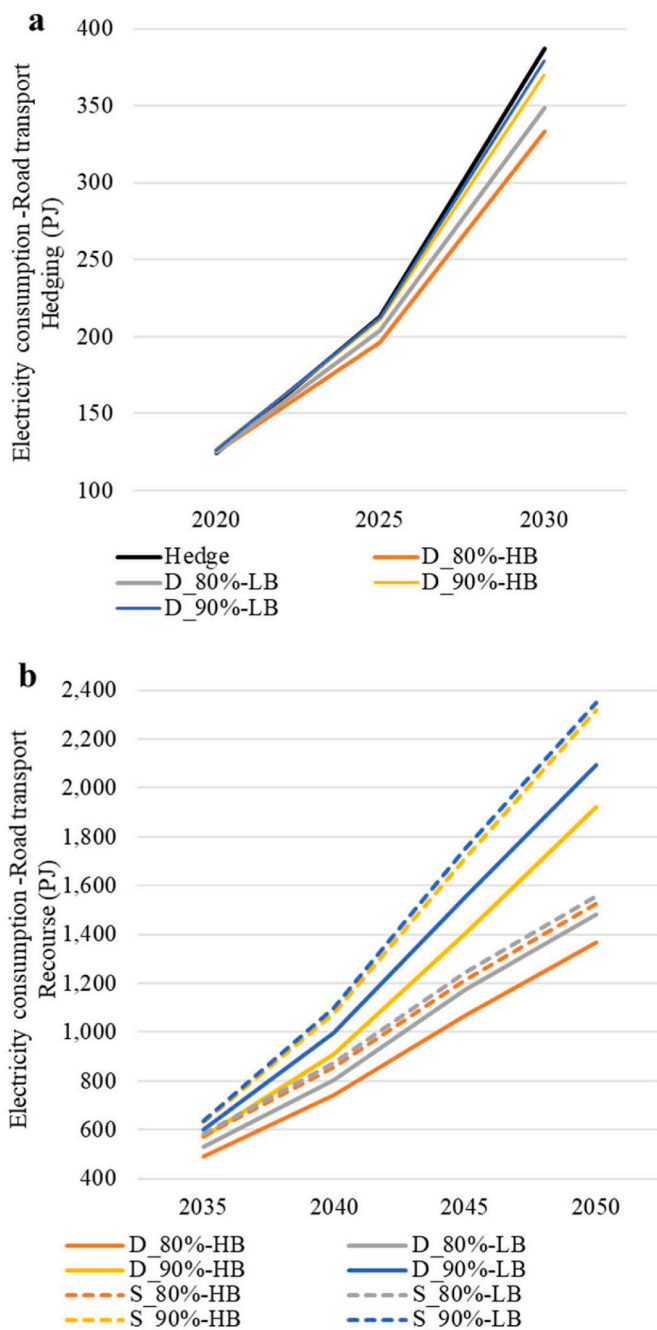 a
Electricity consumption -Road transport
Hedging (PJ)
400
350
300
250
200
150
100
2020 2025 2030
Hedge D_80%-HB
D_80%-LB D_90%-HB
D_90%-LB
b
Electricity consumption -Road transport
Recourse (PJ)
2,400
2,200
2,000
1,800
1,600
1,400
1,200
1,000
800
600
400
2035 2040 2045 2050
D_80%-HB D_80%-LB
D_90%-HB D_90%-LB
S_80%-HB S_80%-LB
S_90%-HB S_90%-LB